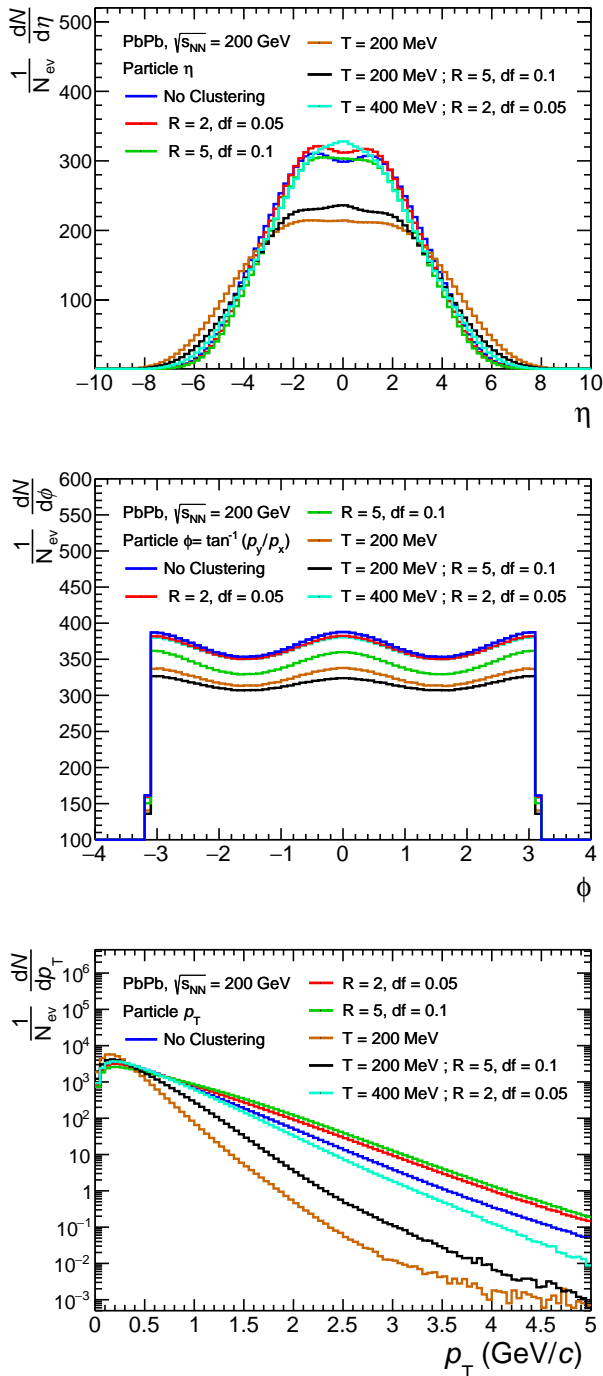 1/N_ev dN/dη
PbPb, √s_NN = 200 GeV
Particle η
No Clustering
R = 2, df = 0.05
R = 5, df = 0.1
T = 200 MeV
T = 200 MeV ; R = 5, df = 0.1
T = 400 MeV ; R = 2, df = 0.05
500
400
300
200
100
−10 −8 −6 −4 −2 0 2 4 6 8 10
η
1/N_ev dN/dϕ
PbPb, √s_NN = 200 GeV
Particle ϕ= tan⁻¹ (p_y/p_x)
No Clustering
R = 2, df = 0.05
R = 5, df = 0.1
T = 200 MeV
T = 200 MeV ; R = 5, df = 0.1
T = 400 MeV ; R = 2, df = 0.05
600
550
500
450
400
350
300
250
200
150
100
−4 −3 −2 −1 0 1 2 3 4
ϕ
1/N_ev dN/dp_T
PbPb, √s_NN = 200 GeV
Particle p_T
No Clustering
R = 2, df = 0.05
R = 5, df = 0.1
T = 200 MeV
T = 200 MeV ; R = 5, df = 0.1
T = 400 MeV ; R = 2, df = 0.05
10⁶
10⁵
10⁴
10³
10²
10
1
10⁻¹
10⁻²
10⁻³
0 0.5 1 1.5 2 2.5 3 3.5 4 4.5 5
p_T (GeV/c)